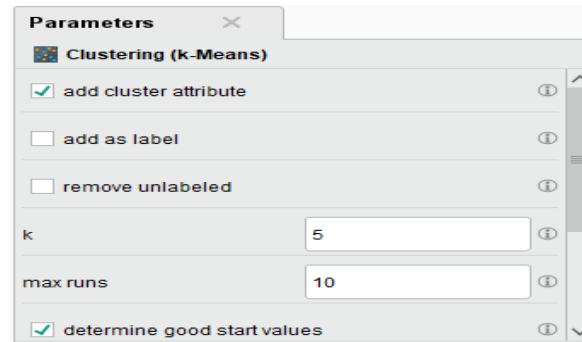 Parameters
Clustering (k-Means)
add cluster attribute
add as label
remove unlabeled
k 5
max runs 10
determine good start values